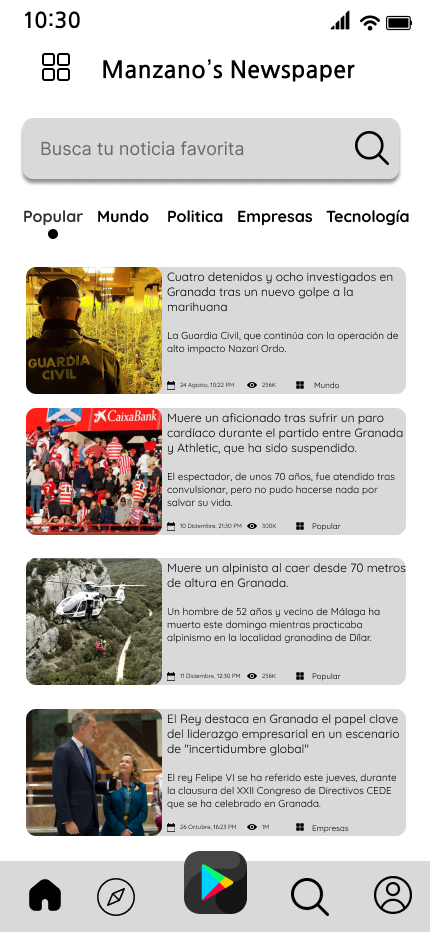 10:30
Manzano's Newspaper
Busca tu noticia favorita
Popular Mundo Politica Empresas Tecnología
Cuatro detenidos y ocho investigados en
Granada tras un nuevo golpe a la
marihuana
La Guardia Civil, que continúa con la operación de
alto impacto Nazarí Ordo.
24 Agosto, 10:22 PM 256K Mundo
GUARDIA
CIVIL
Muere un aficionado tras sufrir un paro
cardíaco durante el partido entre Granada
y Athletic, que ha sido suspendido.
El espectador, de unos 70 años, fue atendido tras
convulsionar, pero no pudo hacerse nada por
salvar su vida.
10 Diciembre, 21:30 PM 300K Popular
CaixaBank
Muere un alpinista al caer desde 70 metros
de altura en Granada.
Un hombre de 52 años y vecino de Málaga ha
muerto este domingo mientras practicaba
alpinismo en la localidad granadina de Dílar.
11 Diciembre, 12:30 PM 256K Popular
El Rey destaca en Granada el papel clave
del liderazgo empresarial en un escenario
de "incertidumbre global"
El rey Felipe VI se ha referido este jueves, durante
la clausura del XXII Congreso de Directivos CEDE
que se ha celebrado en Granada.
26 Octubre, 16:23 PM 1M Empresas